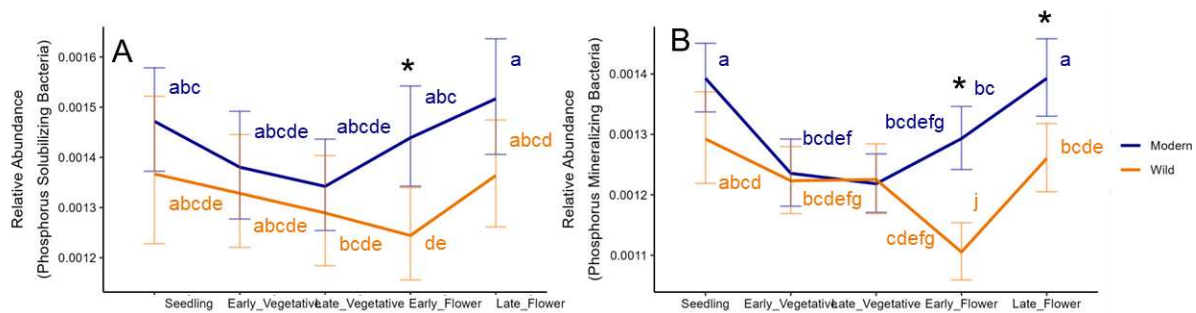 A
Relative Abundance
(Phosphorus Solubilizing Bacteria)
0.0016
0.0015
0.0014
0.0013
0.0012
abc
abcde
abcde
abc
a
*
abcde
abcde
bcde
de
abcd
Seedling
Early_Vegetative
Late_Vegetative
Early_Flower
Late_Flower
B
Relative Abundance
(Phosphorus Mineralizing Bacteria)
0.0014
0.0013
0.0012
0.0011
a
bcdef
bcdefg
bc
a
*
*
abcd
bcdefg
cdefg
j
bcde
Seedling
Early_Vegetative
Late_Vegetative
Early_Flower
Late_Flower
Modern
Wild